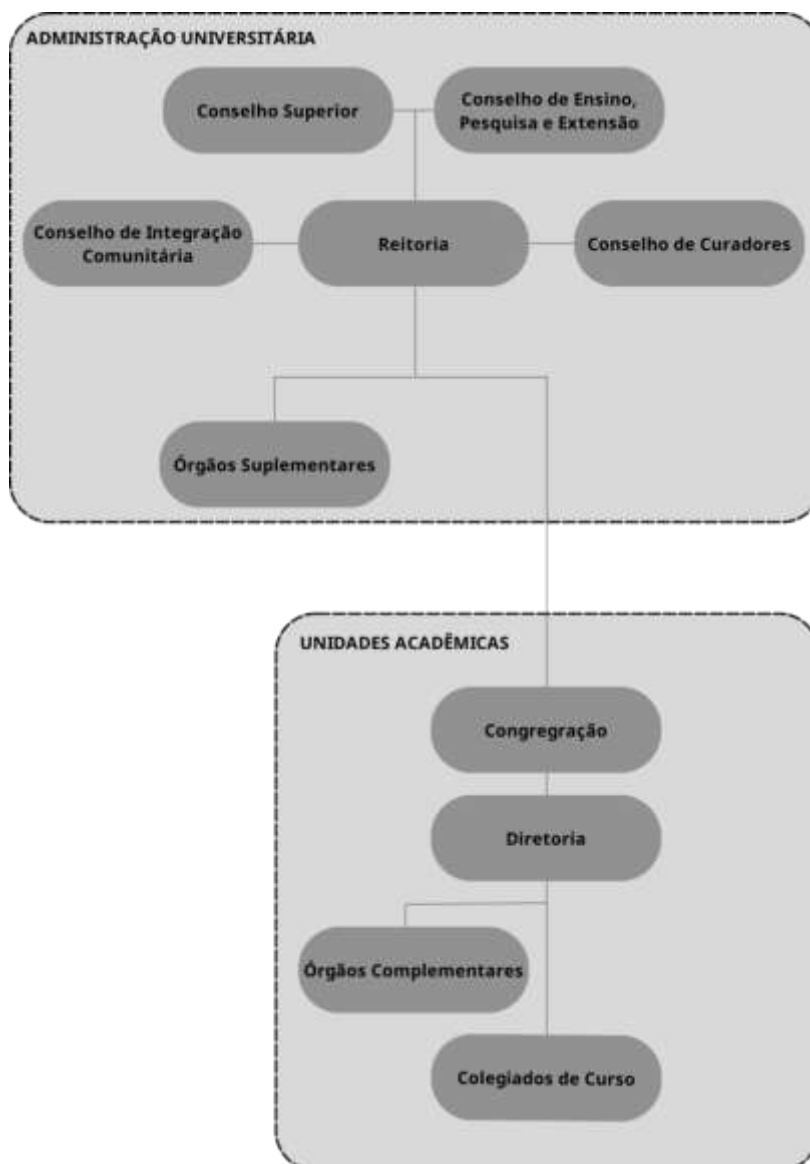 ADMINISTRAÇÃO UNIVERSITÁRIA
Conselho Superior
Conselho de Ensino,
Pesquisa e Extensão
Conselho de Integração
Comunitária
Reitoria
Conselho de Curadores
Órgãos Suplementares
UNIDADES ACADÊMICAS
Congregração
Diretoria
Órgãos Complementares
Colegiados de Curso